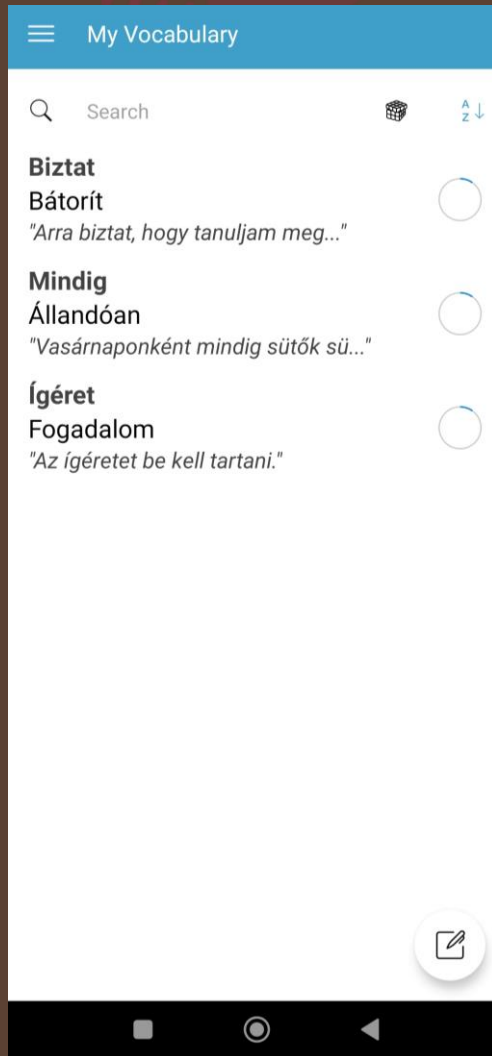 My Vocabulary
Search
A
Z
Biztat
Bátorít
"Arra biztat, hogy tanuljam meg..."
Mindig
Állandóan
"Vasárnaponként mindig sütők sü..."
Ígéret
Fogadalom
"Az ígéretet be kell tartani."